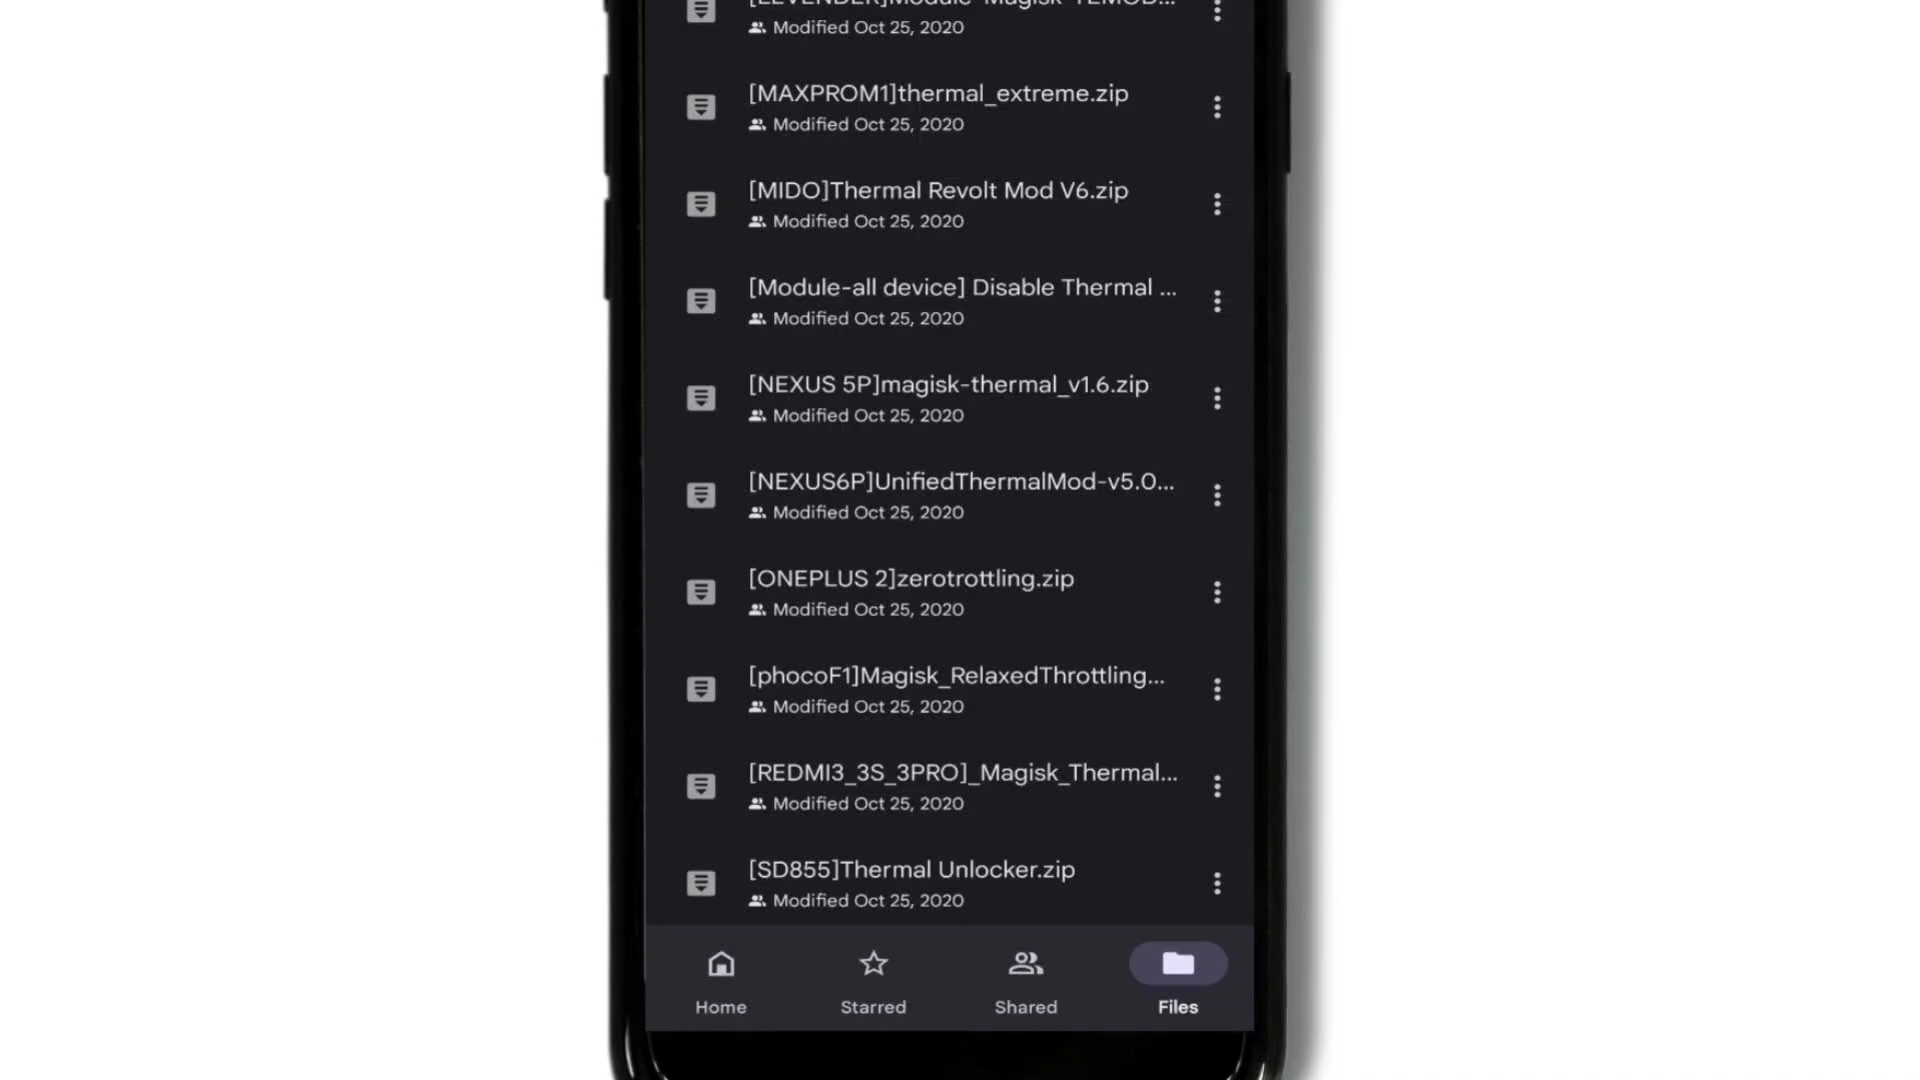 Modified Oct 25, 2020
[MAXPROM1]thermal_extreme.zip
Modified Oct 25, 2020
[MIDO]Thermal Revolt Mod V6.zip
Modified Oct 25, 2020
[Module-all device] Disable Thermal ...
Modified Oct 25, 2020
[NEXUS 5P]magisk-thermal_v1.6.zip
Modified Oct 25, 2020
[NEXUS6P]UnifiedThermalMod-v5.0...
Modified Oct 25, 2020
[ONEPLUS 2]zerotrottling.zip
Modified Oct 25, 2020
[phocoF1]Magisk_RelaxedThrottling...
Modified Oct 25, 2020
[REDMI3_3S_3PRO]_Magisk_Thermal...
Modified Oct 25, 2020
[SD855]Thermal Unlocker.zip
Modified Oct 25, 2020
Home
Starred
Shared
Files